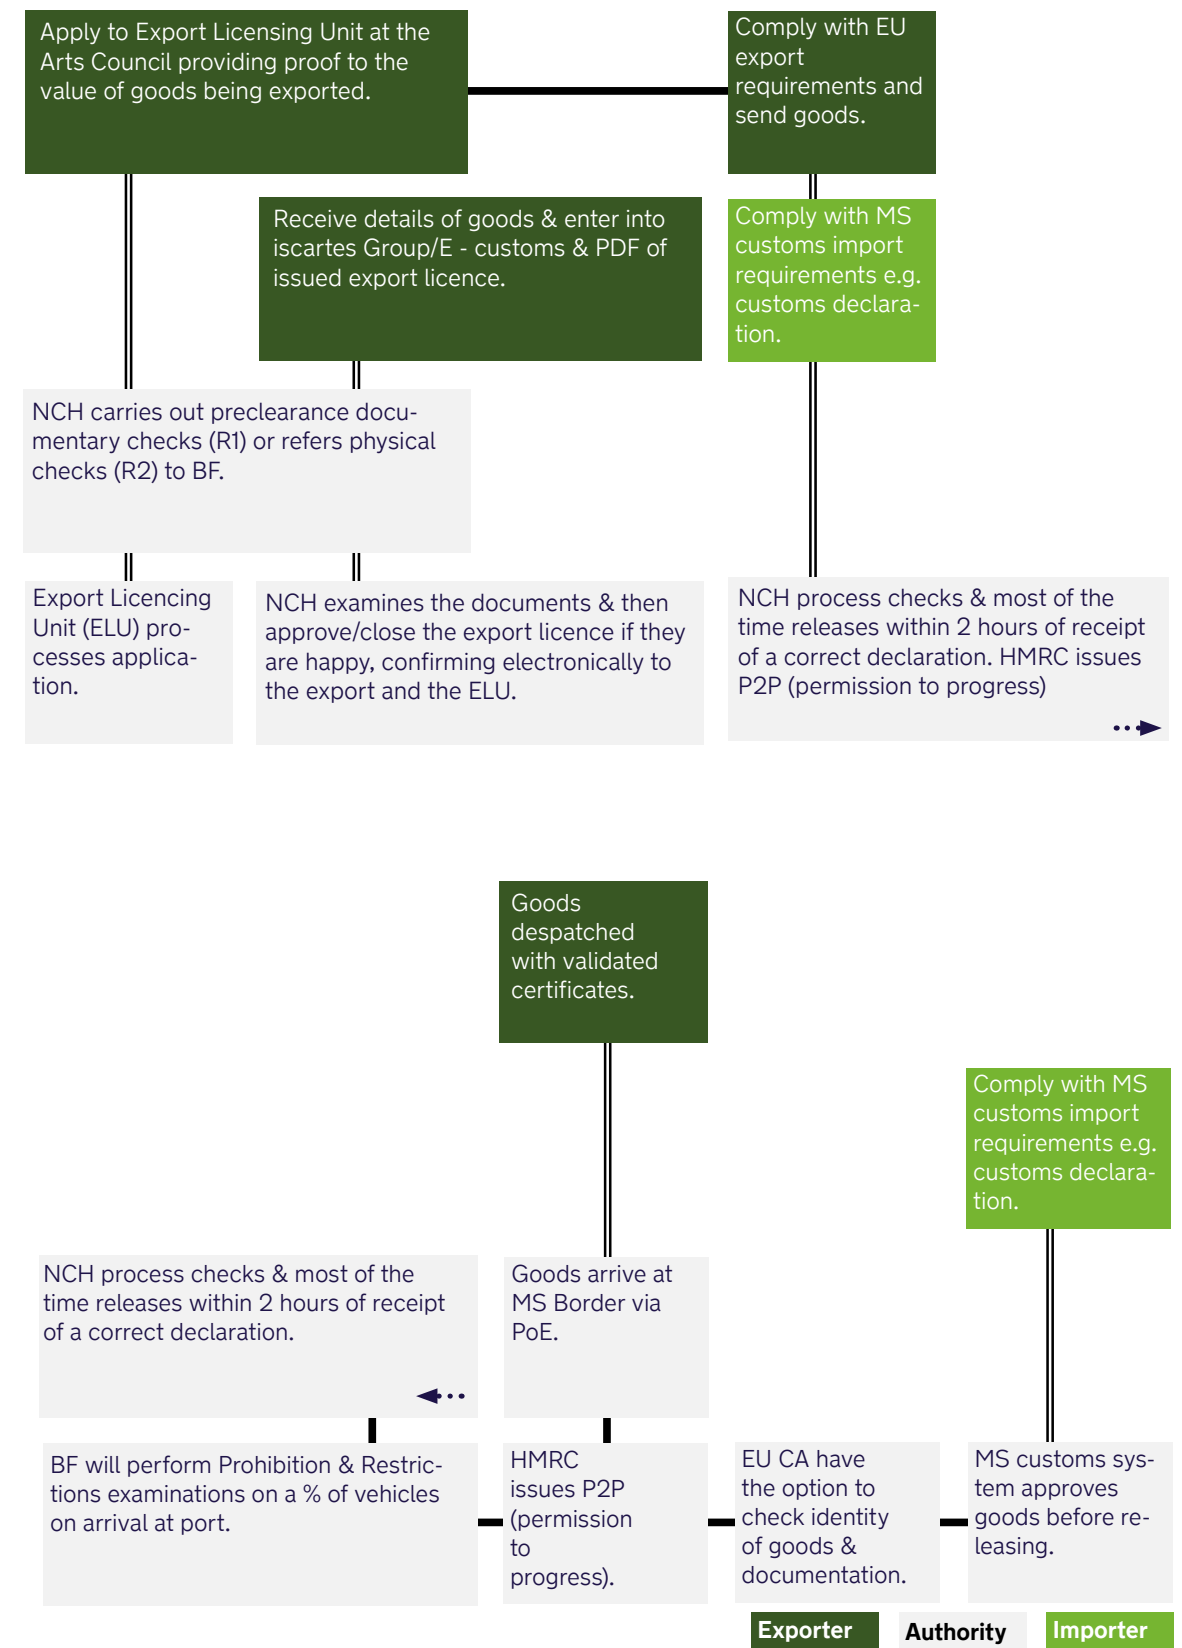 Apply to Export Licensing Unit at the
Arts Council providing proof to the
value of goods being exported.
Comply with EU
export
requirements and
send goods.
Receive details of goods & enter into
iscartes Group/E - customs & PDF of
issued export licence.
Comply with MS
customs import
requirements e.g.
customs declara-
tion.
NCH carries out preclearance docu-
mentary checks (R1) or refers physical
checks (R2) to BF.
Export Licencing
Unit (ELU) pro-
cesses applica-
tion.
NCH examines the documents & then
approve/close the export licence if they
are happy, confirming electronically to
the export and the ELU.
NCH process checks & most of the
time releases within 2 hours of receipt
of a correct declaration. HMRC issues
P2P (permission to progress)
Goods
despatched
with validated
certificates.
Comply with MS
customs import
requirements e.g.
customs declara-
tion.
NCH process checks & most of the
time releases within 2 hours of receipt
of a correct declaration.
Goods arrive at
MS Border via
PoE.
BF will perform Prohibition & Restric-
tions examinations on a % of vehicles
on arrival at port.
HMRC
issues P2P
(permission
to
progress).
EU CA have
the option to
check identity
of goods &
documentation.
MS customs sys-
tem approves
goods before re-
leasing.
Exporter
Authority
Importer